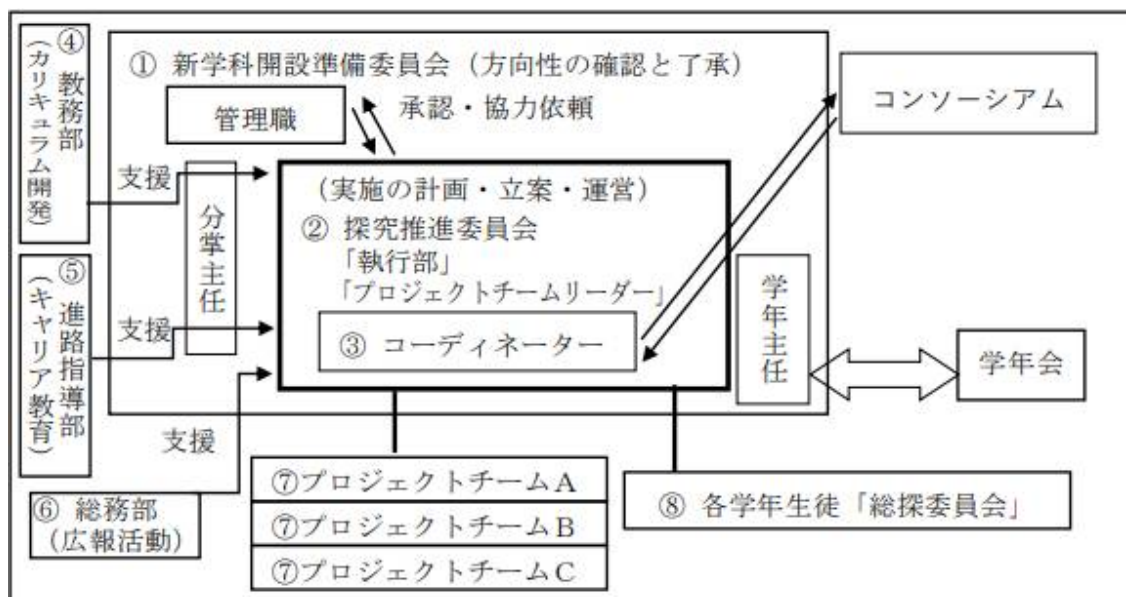 ④教務部
(カリキュラム開発)
① 新学科開設準備委員会（方向性の確認と了承）
管理職
承認・協力依頼
コンソーシアム
支援
分掌主任
（実施の計画・立案・運営）
② 探究推進委員会
「執行部」
「プロジェクトチームリーダー」
③ コーディネーター
学年主任
学年会
⑤進路指導部
(キャリア教育)
支援
支援
⑥ 総務部
（広報活動）
⑦プロジェクトチームA
⑦プロジェクトチームB
⑦プロジェクトチームC
⑧ 各学年生徒「総探委員会」